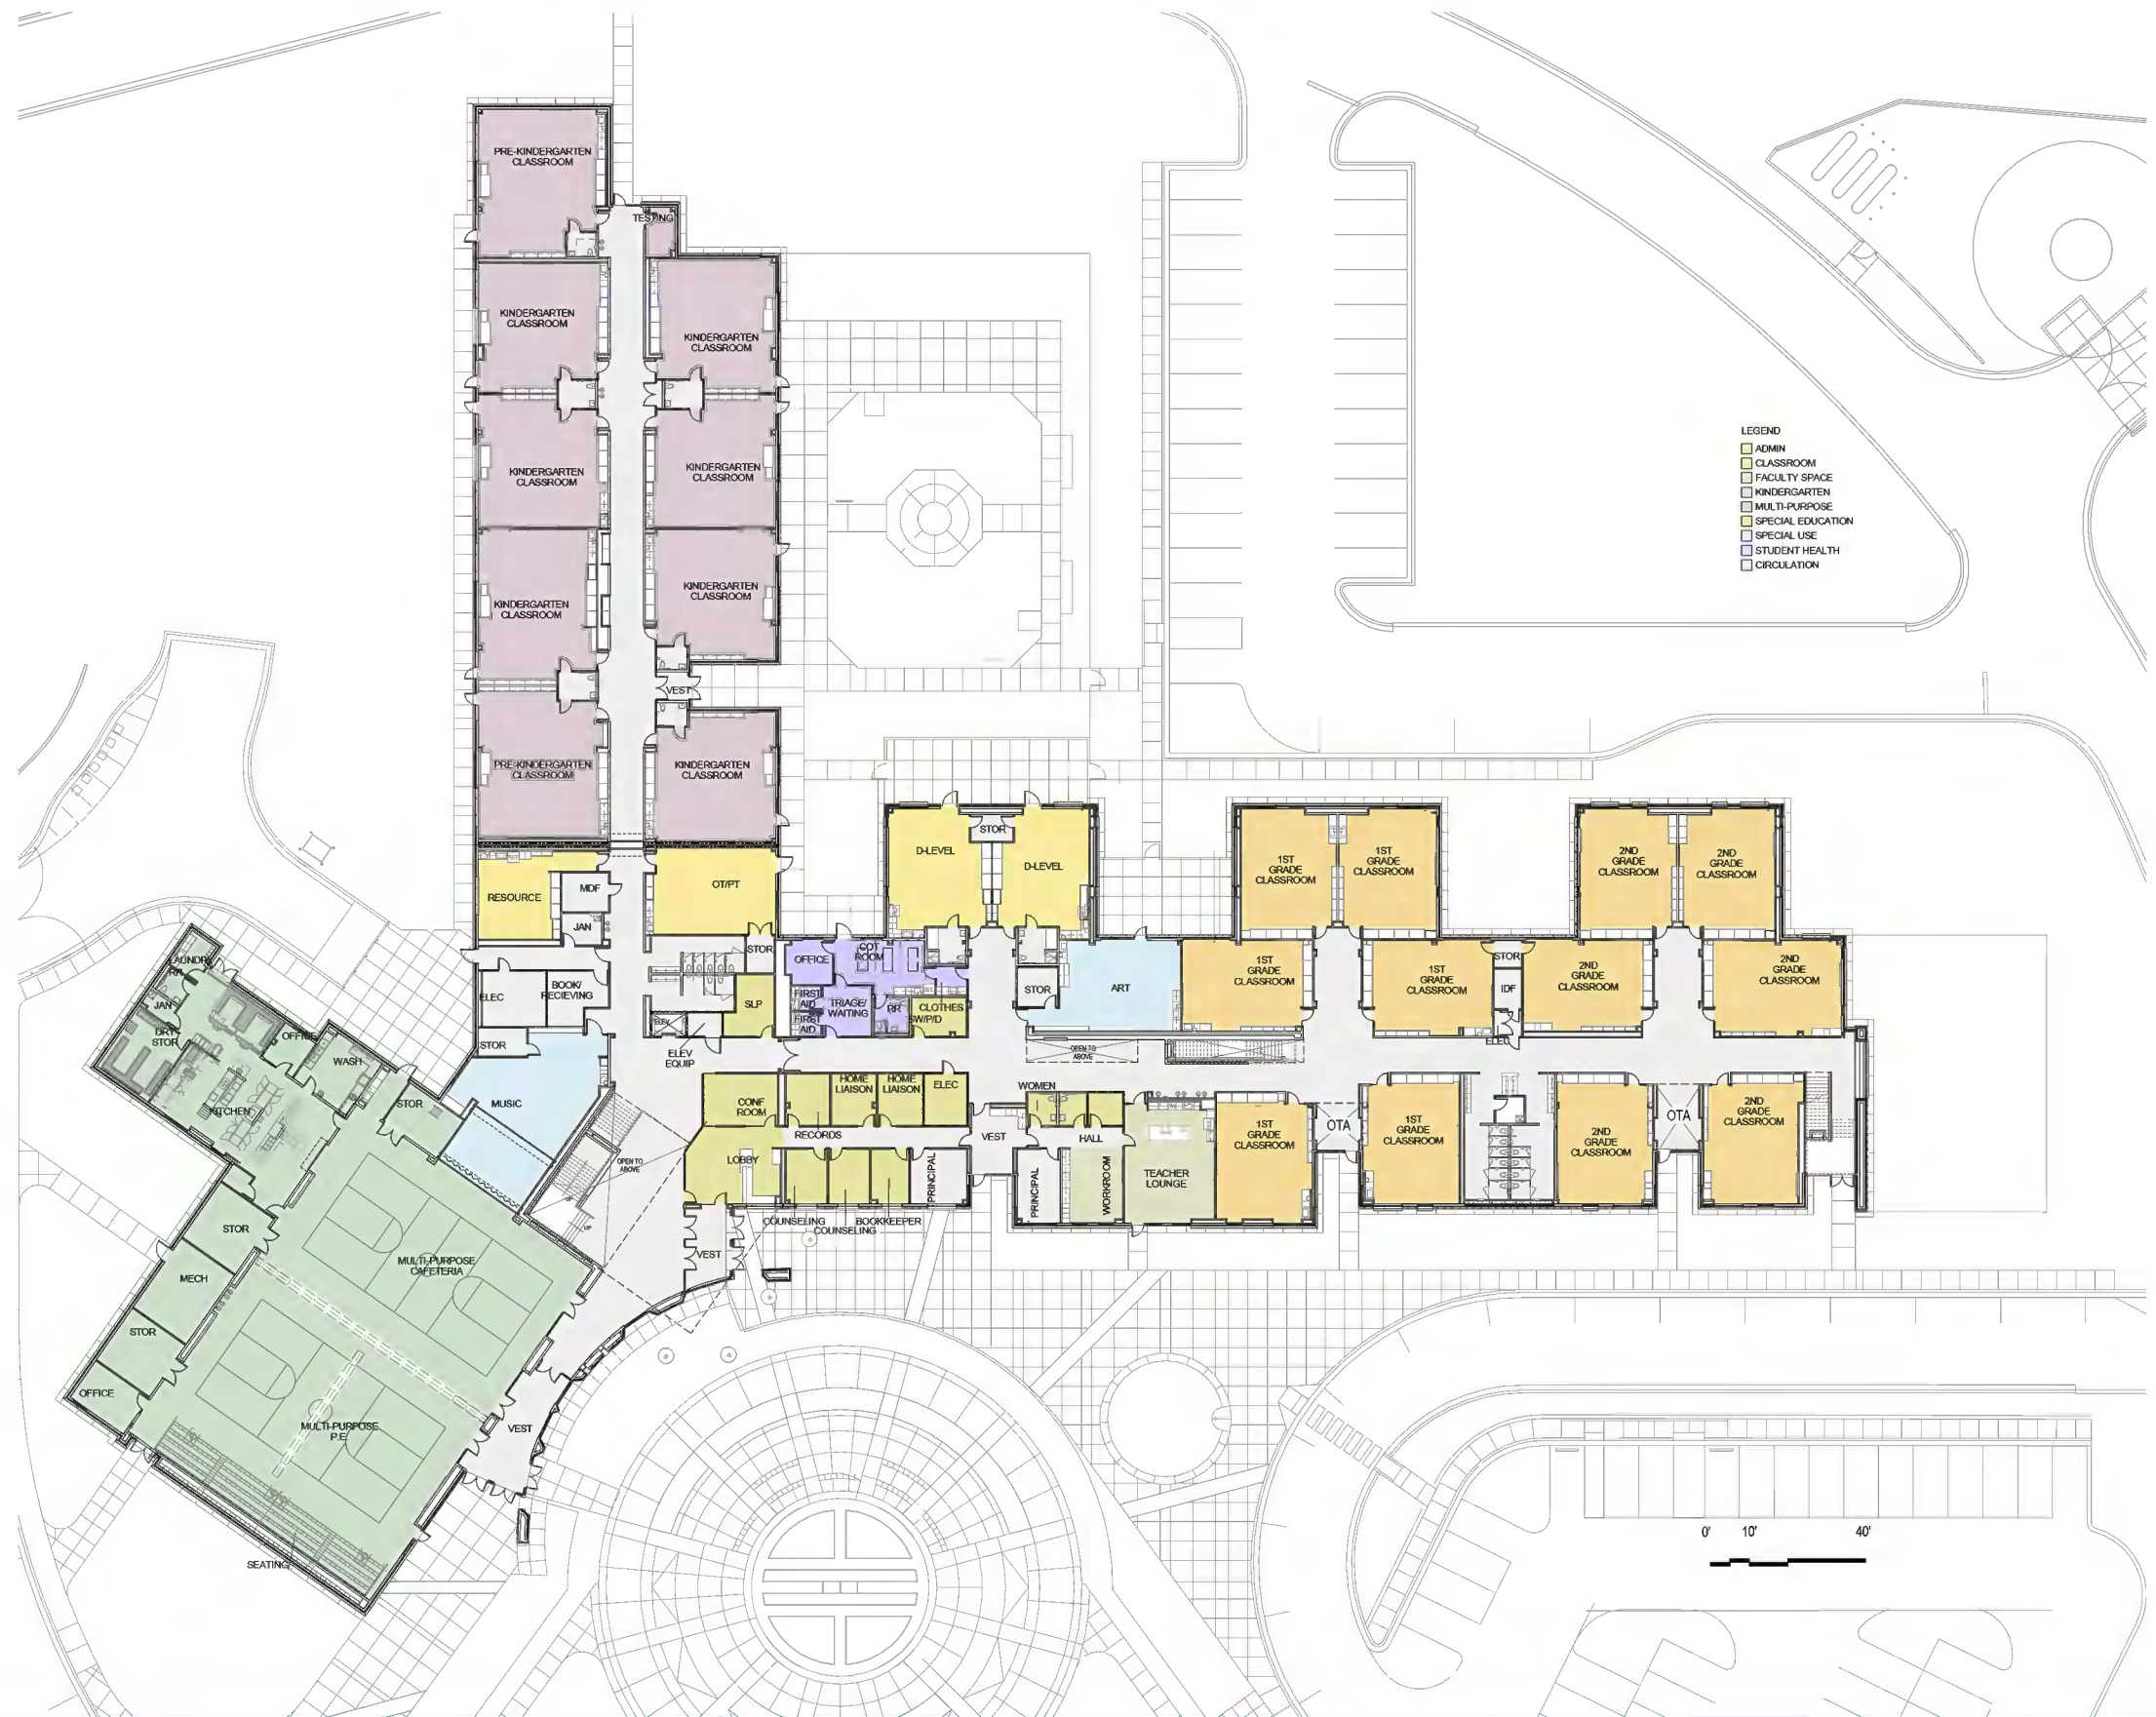 PRE-KINDERGARTEN
CLASSROOM
TESTING
KINDERGARTEN
CLASSROOM
KINDERGARTEN
CLASSROOM
LEGEND
ADMIN
CLASSROOM
FACULTY SPACE
KINDERGARTEN
MULTI-PURPOSE
SPECIAL EDUCATION
SPECIAL USE
STUDENT HEALTH
CIRCULATION
KINDERGARTEN
CLASSROOM
KINDERGARTEN
CLASSROOM
KINDERGARTEN
CLASSROOM
KINDERGARTEN
CLASSROOM
VEST
PRE-KINDERGARTEN
CLASSROOM
KINDERGARTEN
CLASSROOM
RESOURCE
MDF
JAN
OT/PT
STOR
D-LEVEL
STOR
D-LEVEL
1ST
GRADE
CLASSROOM
1ST
GRADE
CLASSROOM
2ND
GRADE
CLASSROOM
2ND
GRADE
CLASSROOM
ELEC
BOOK/
RECIEVING
SLP
OFFICE
COT
ROOM
FIRST
AID
FIRST
AID
TRIAGE/
WAITING
RR
CLOTHES
SW/P/D
STOR
ART
1ST
GRADE
CLASSROOM
1ST
GRADE
CLASSROOM
STOR
IDF
2ND
GRADE
CLASSROOM
2ND
GRADE
CLASSROOM
LAUNDRY
RR
JAN
DRY
STOR
OFFICE
WASH
KITCHEN
STOR
STOR
MUSIC
ELEV
ELEV
EQUIP
OPEN TO
ABOVE
CONF
ROOM
HOME
LIAISON
HOME
LIAISON
ELEC
RECORDS
LOBBY
PRINCIPAL
VEST
WOMEN
HALL
OPEN TO
ABOVE
PRINCIPAL
WORKROOM
TEACHER
LOUNGE
1ST
GRADE
CLASSROOM
OTA
1ST
GRADE
CLASSROOM
2ND
GRADE
CLASSROOM
OTA
2ND
GRADE
CLASSROOM
UP
UP
COUNSELING
COUNSELING
BOOKKEEPER
VEST
STOR
MECH
STOR
OFFICE
MULTI-PURPOSE
CAFETERIA
MULTI-PURPOSE
P.E.
VEST
SEATING
0' 10' 40'